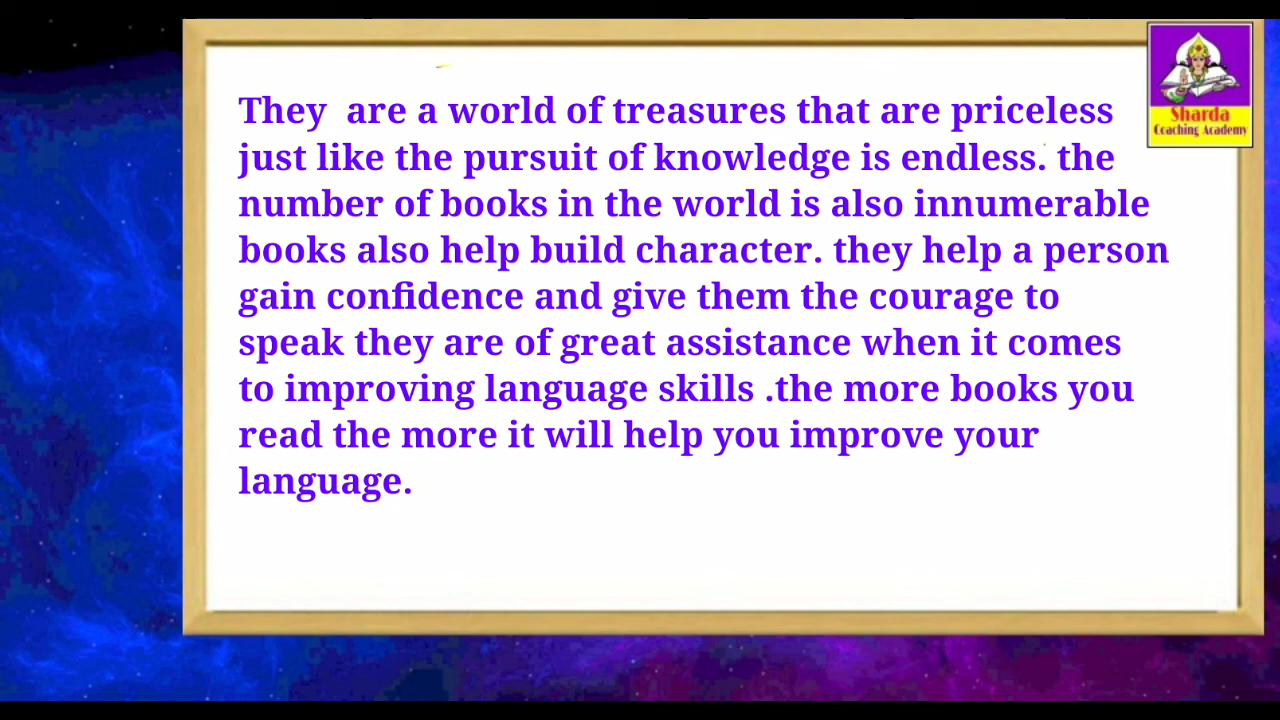 They  are a world of treasures that are priceless
just like the pursuit of knowledge is endless. the
number of books in the world is also innumerable
books also help build character. they help a person
gain confidence and give them the courage to
speak they are of great assistance when it comes
to improving language skills .the more books you
read the more it will help you improve your
language.
Sharda
Coaching Academy